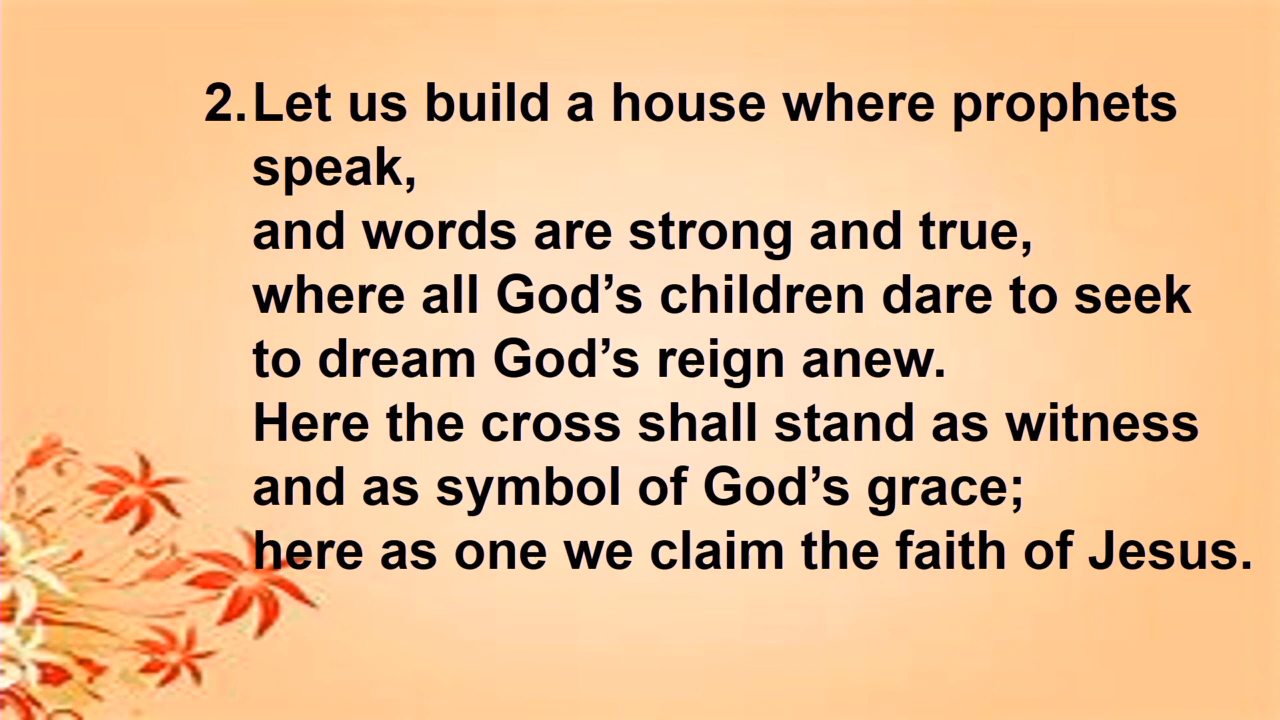 2. Let us build a house where prophets
speak,
and words are strong and true,
where all God’s children dare to seek
to dream God’s reign anew.
Here the cross shall stand as witness
and as symbol of God’s grace;
here as one we claim the faith of Jesus.